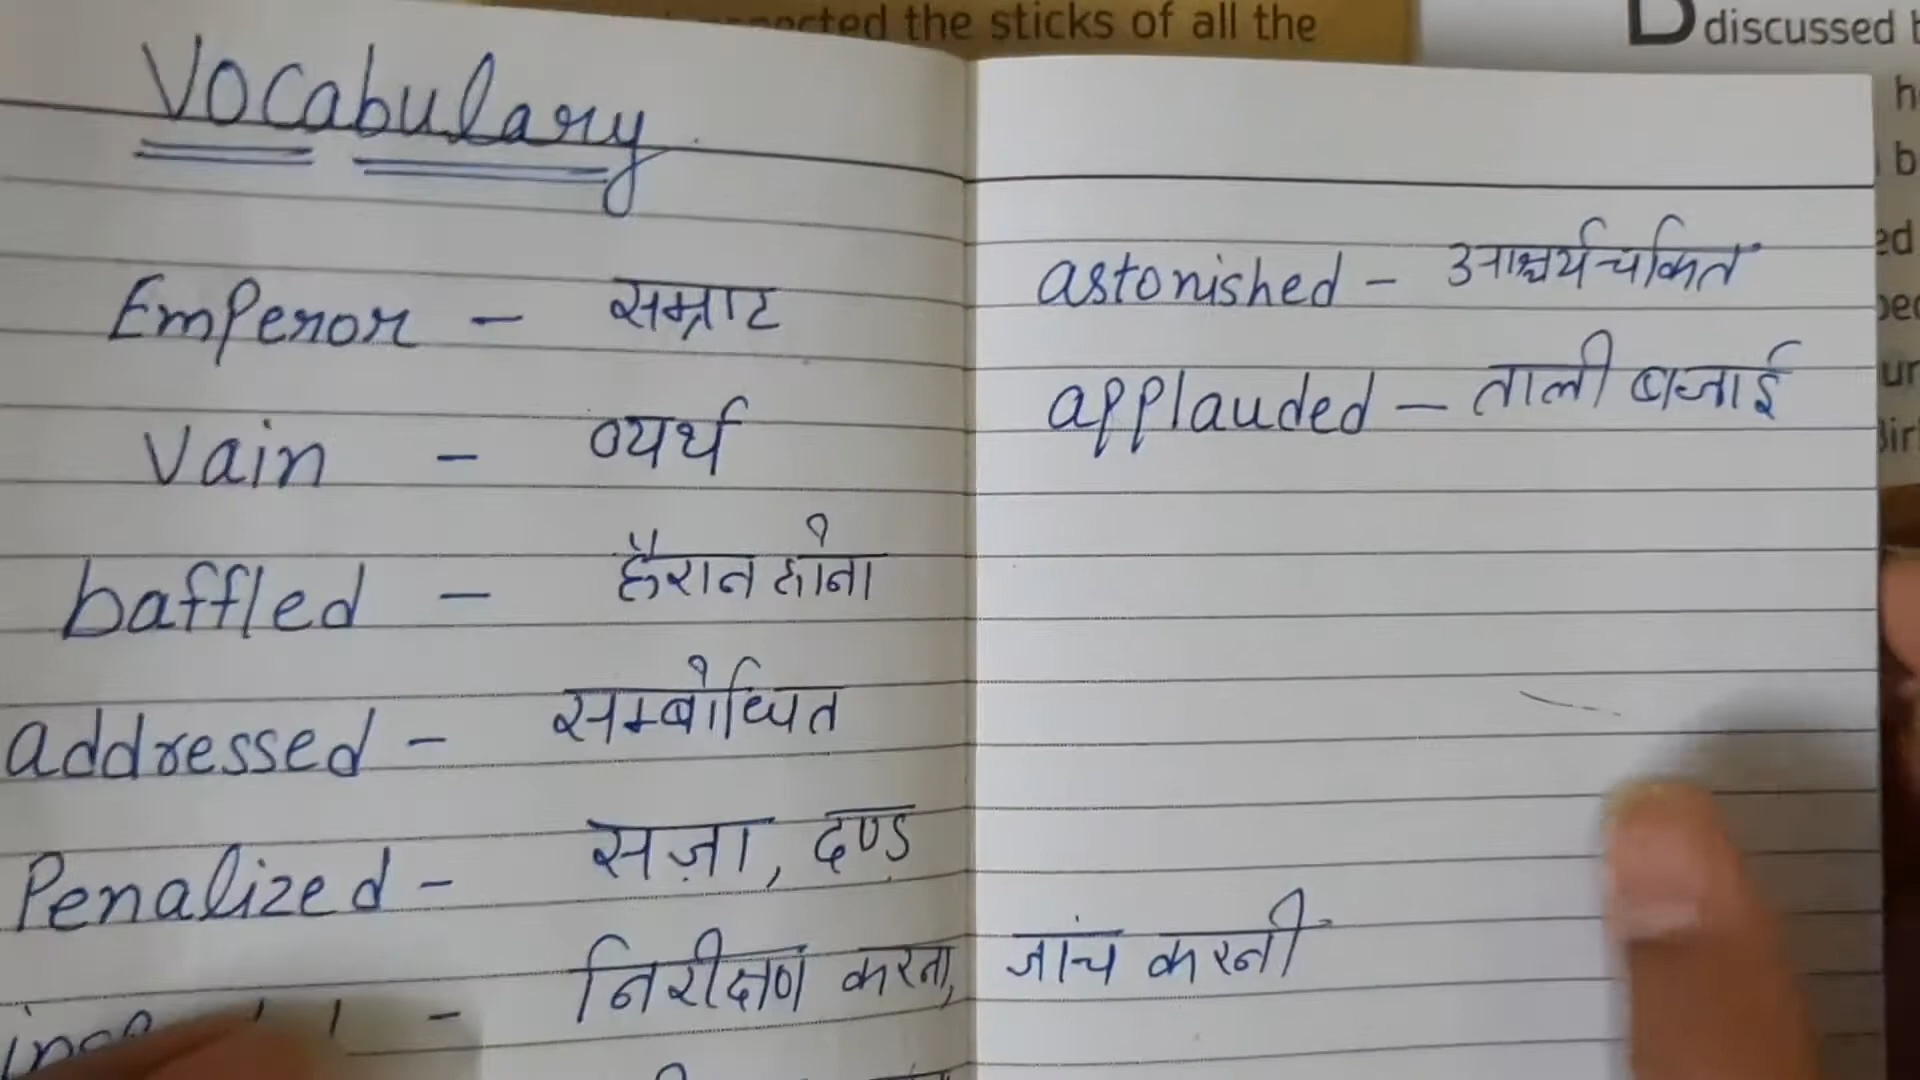 nected the sticks of all the
discussed
Vocabulary
Emperor - सम्राट
Vain - व्यर्थ
baffled - हैरान होना
addressed - सम्बोधित
Penalized - सज़ा, दण्ड
- निरीक्षण करना, जांच करनी
astonished - आश्चर्यचकित
applauded - ताली बजाई